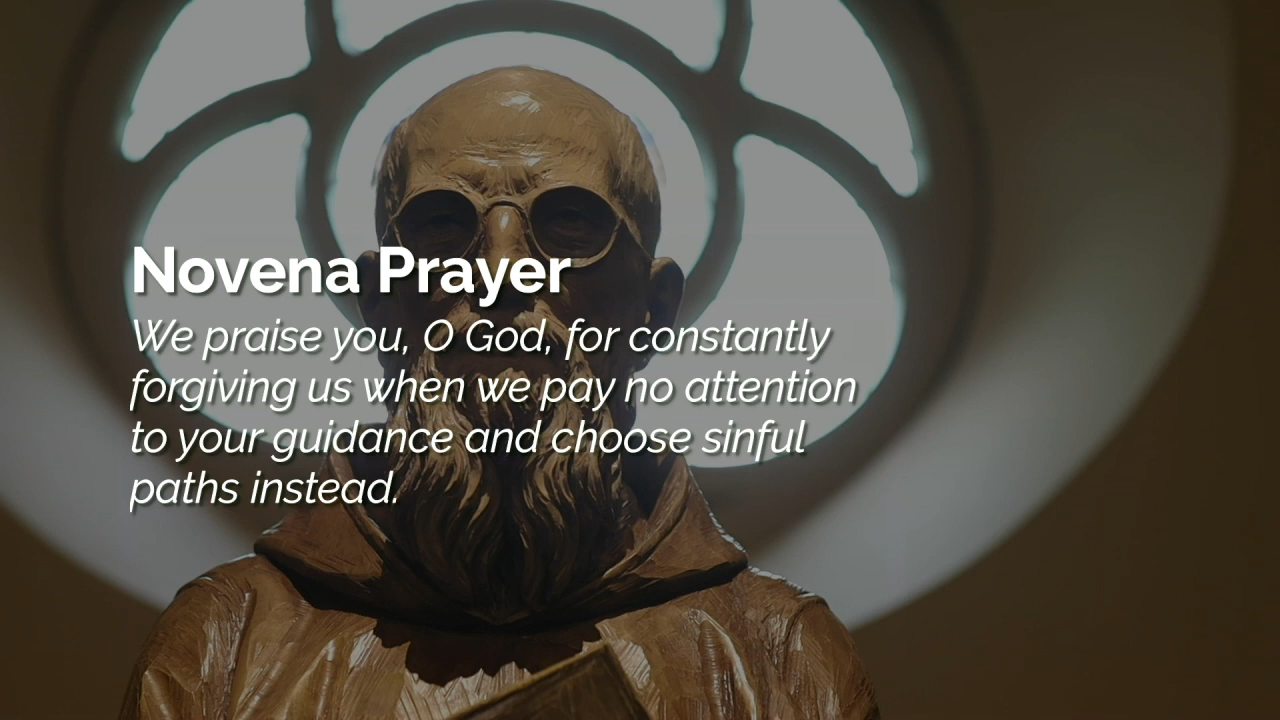 Novena Prayer
We praise you, O God, for constantly
forgiving us when we pay no attention
to your guidance and choose sinful
paths instead.